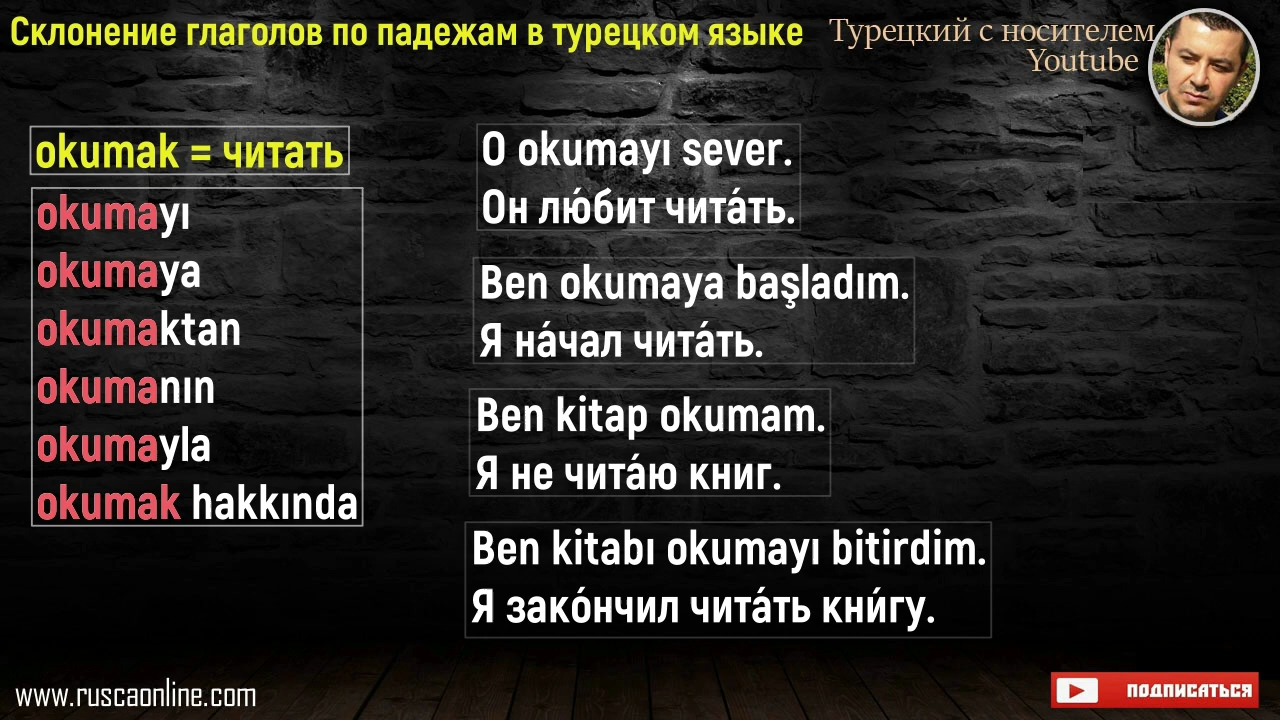 Склонение глаголов по падежам в турецком языке
Турецкий с носителем
Youtube
okumak = читать
okumayı
okumaya
okumaktan
okumanın
okumayla
okumak hakkında
O okumayı sever.
Он лю́бит чита́ть.
Ben okumaya başladım.
Я на́чал чита́ть.
Ben kitap okumam.
Я не чита́ю книг.
Ben kitabı okumayı bitirdim.
Я зако́нчил чита́ть кни́гу.
www.ruscaonline.com
ПОДПИСАТЬСЯ